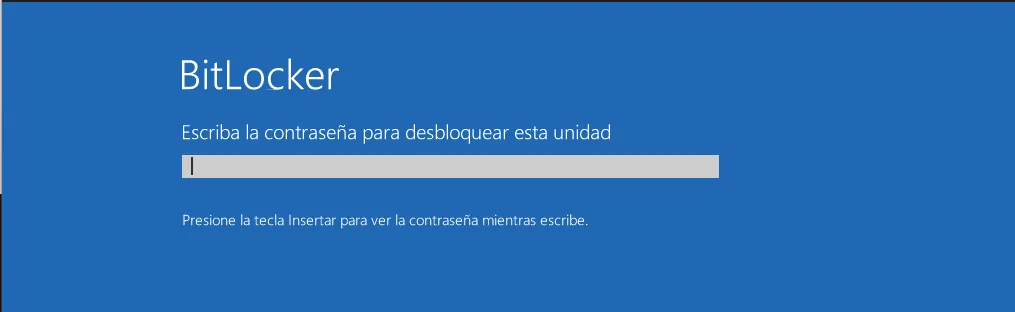 BitLocker
Escriba la contraseña para desbloquear esta unidad
Presione la tecla Insertar para ver la contraseña mientras escribe.